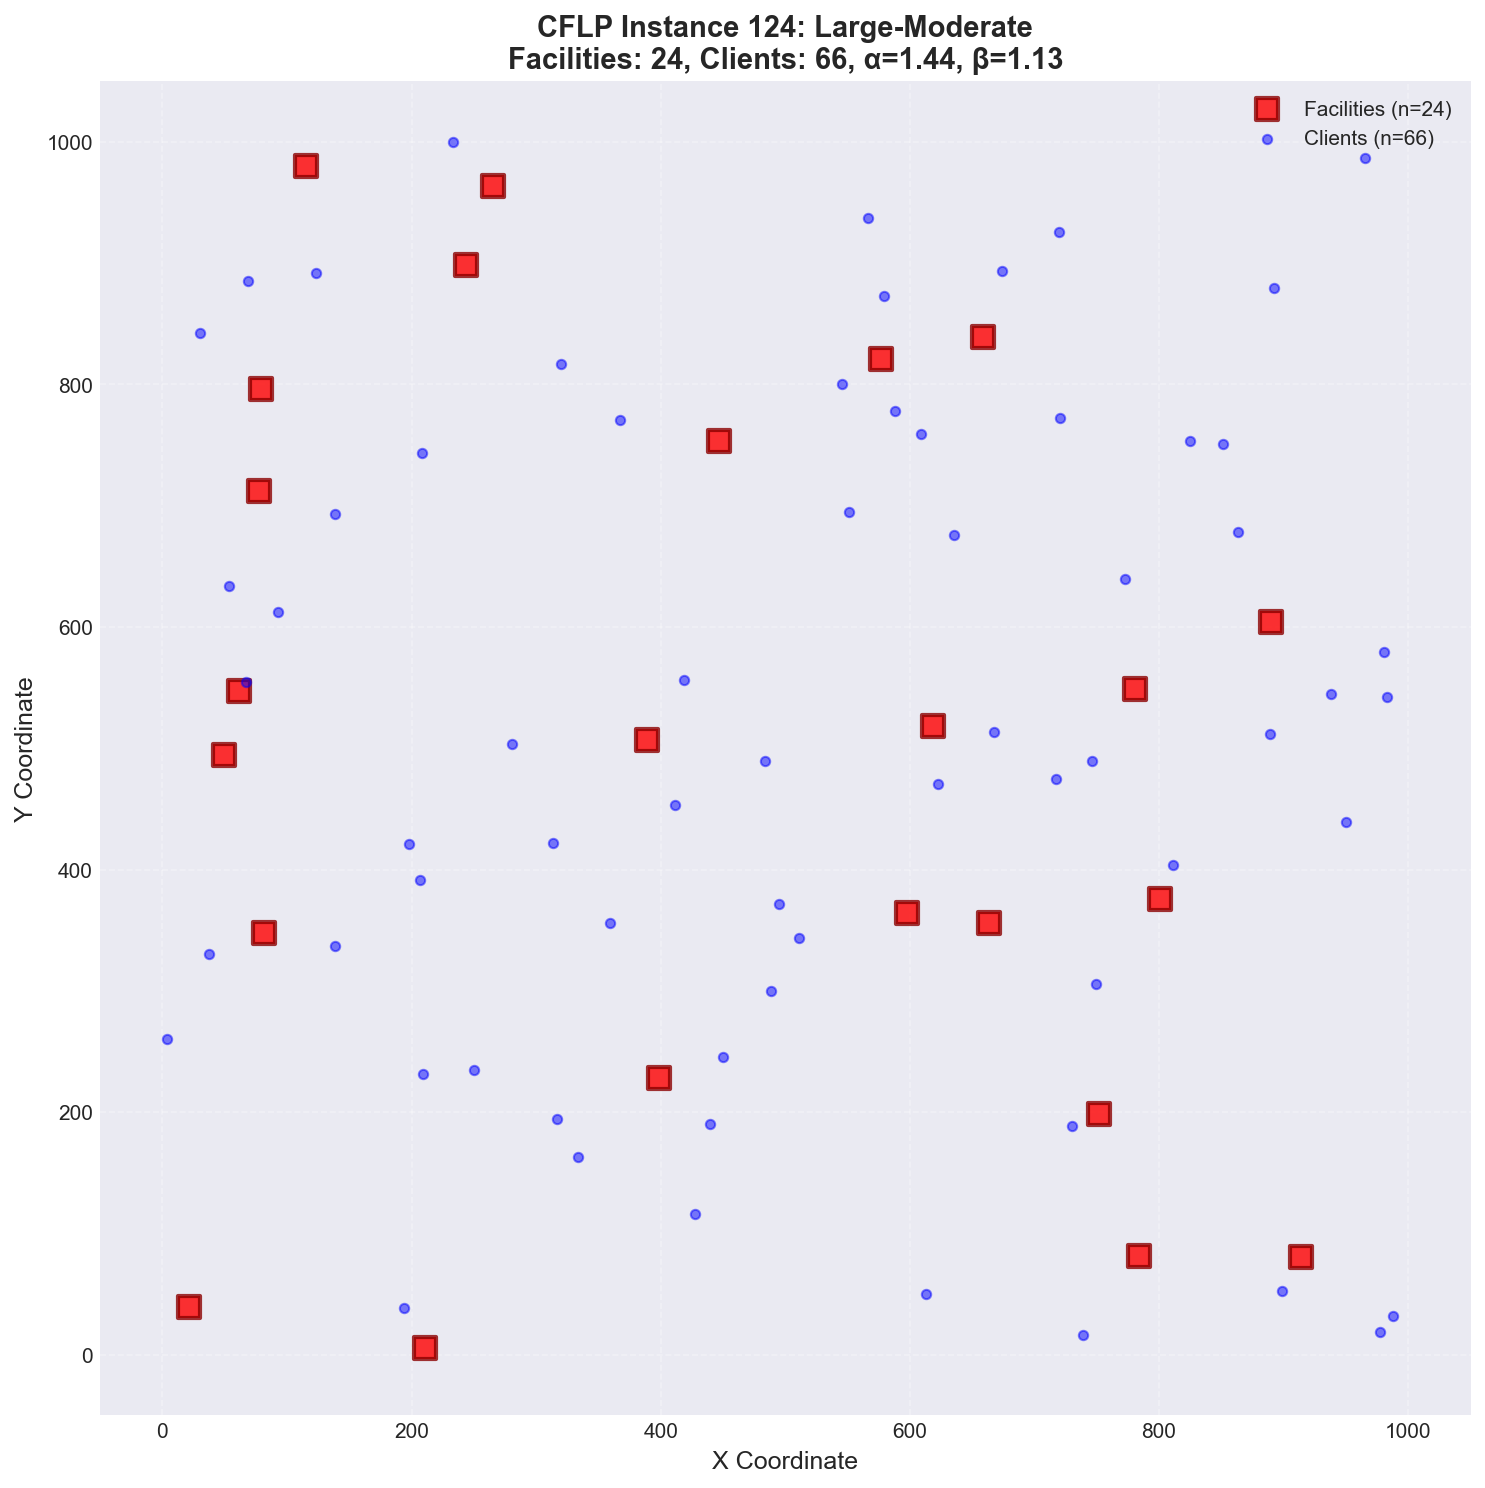 CFLP Instance 124: Large-Moderate
Facilities: 24, Clients: 66, α=1.44, β=1.13
Facilities (n=24)
Clients (n=66)
Y Coordinate
1000
800
600
400
200
0
0
200
400
600
800
1000
X Coordinate